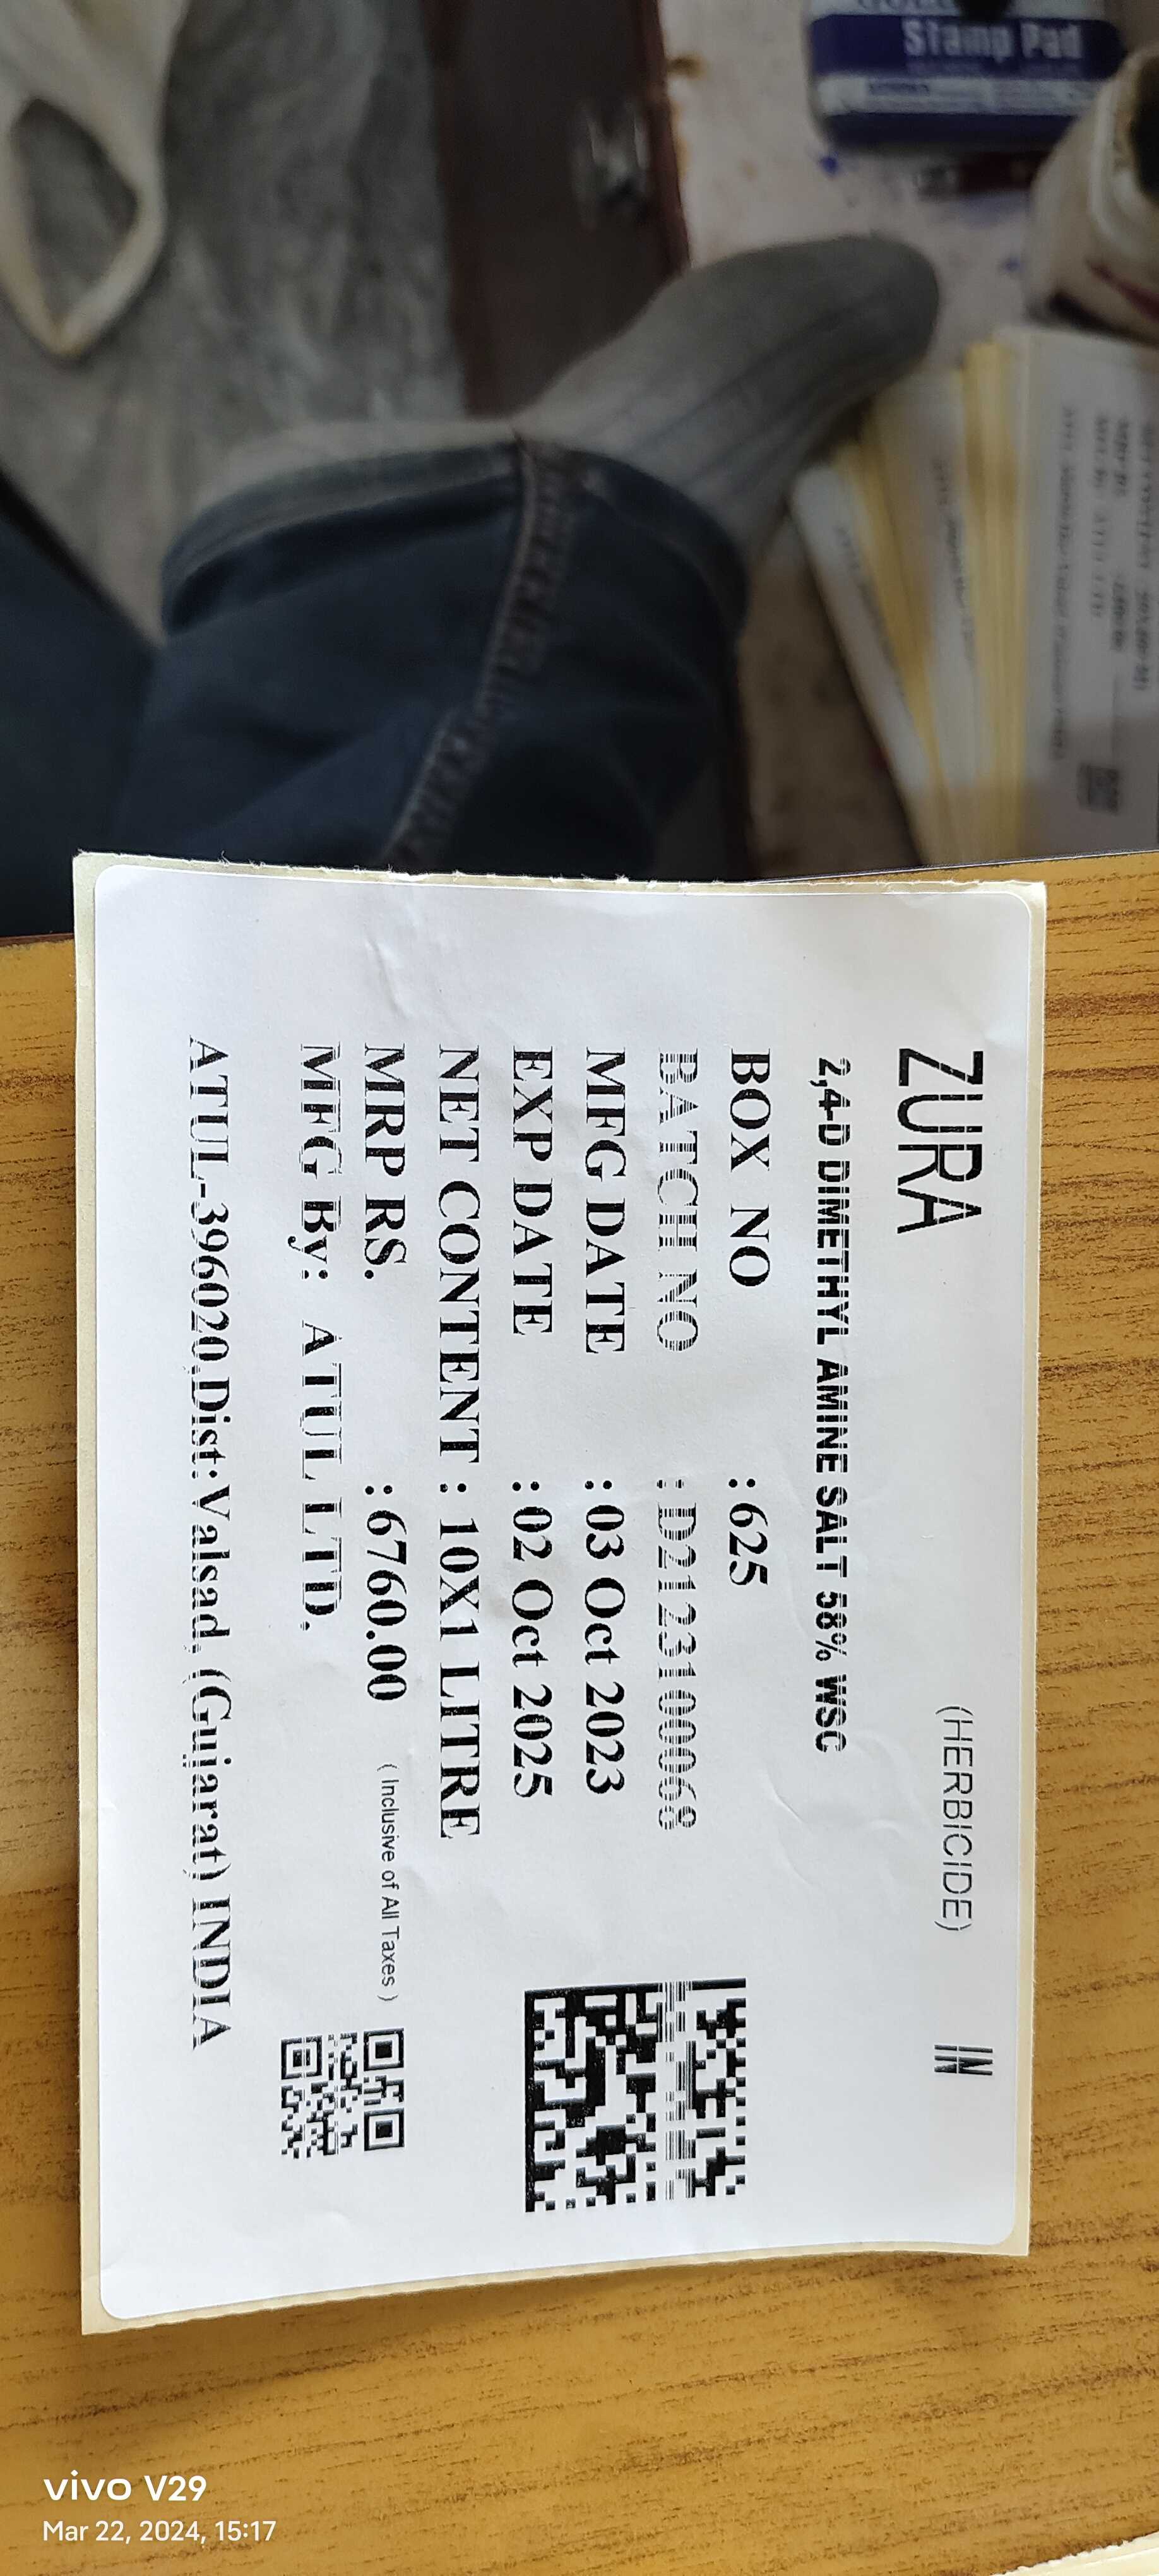 Stamp Pad
ZURA
(HERBICIDE)
IN
2,4-D DIMETHYL AMINE SALT 58% WSC
BOX NO :625
BATCH NO :D212310068
MFG DATE :03 Oct 2023
EXP DATE :02 Oct 2025
NET CONTENT : 10X1 LITRE
MRP RS. :6760.00 ( Inclusive of All Taxes )
MFG By: ATUL LTD.
ATUL-396020,Dist:Valsad, (Gujarat) INDIA
vivo V29
Mar 22, 2024, 15:17